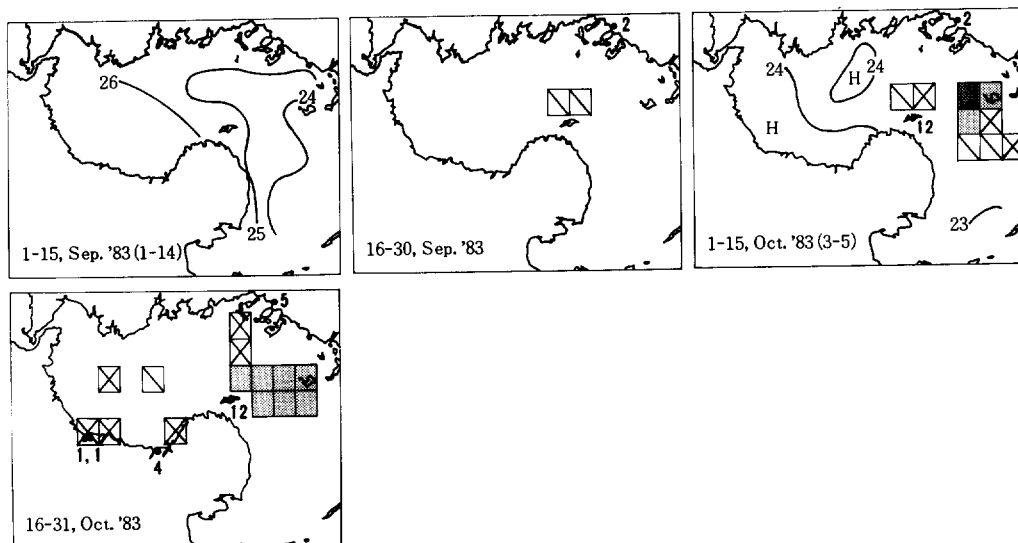 26
24
25
1-15, Sep. '83 (1-14)
2
16-30, Sep. '83
2
24
H
24
H
12
23
1-15, Oct. '83 (3-5)
5
12
1, 1
4
16-31, Oct. '83